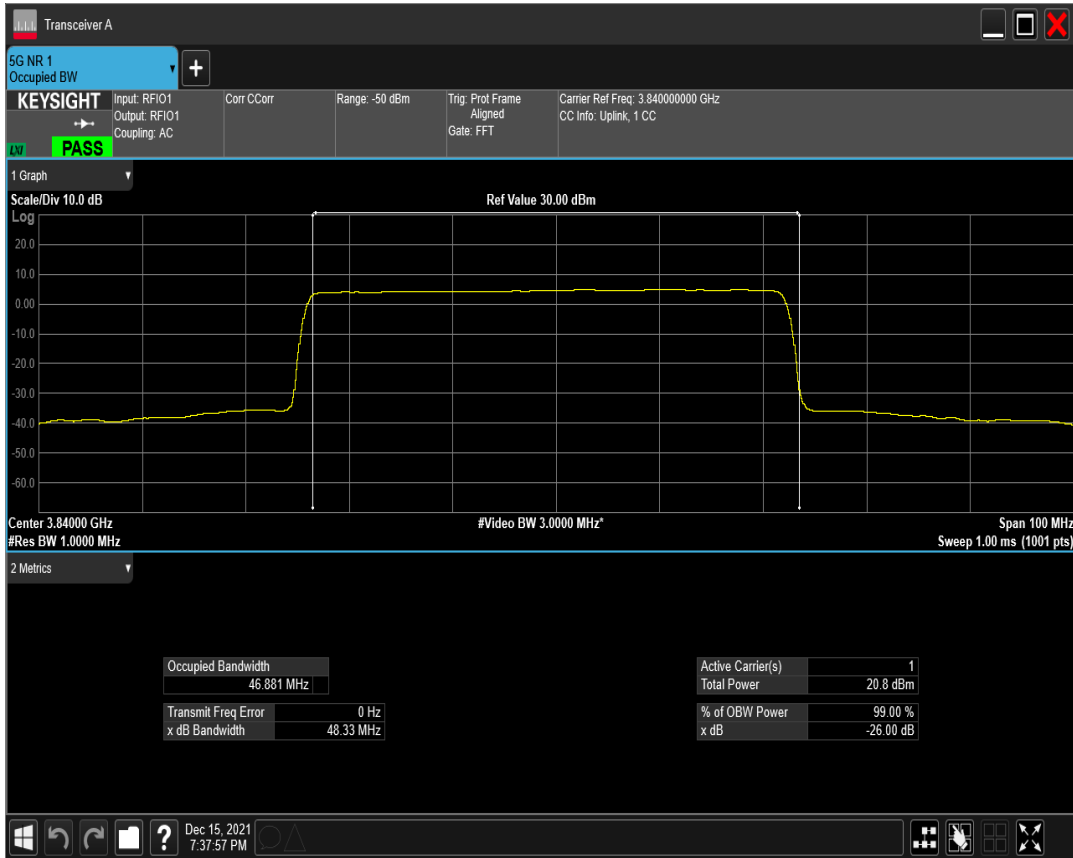 Transceiver A
5G NR 1
Occupied BW
+
KEYSIGHT
LXI
PASS
Input: RFIO1
Output: RFIO1
Coupling: AC
Corr CCorr
Range: -50 dBm
Trig: Prot Frame
Aligned
Gate: FFT
Carrier Ref Freq: 3.840000000 GHz
CC Info: Uplink, 1 CC
1 Graph
Scale/Div 10.0 dB
Ref Value 30.00 dBm
Log
20.0
10.0
0.00
-10.0
-20.0
-30.0
-40.0
-50.0
-60.0
Center 3.84000 GHz
#Video BW 3.0000 MHz*
Span 100 MHz
#Res BW 1.0000 MHz
Sweep 1.00 ms (1001 pts)
2 Metrics
Occupied Bandwidth
46.881 MHz
Transmit Freq Error 0 Hz
x dB Bandwidth 48.33 MHz
Active Carrier(s) 1
Total Power 20.8 dBm
% of OBW Power 99.00 %
x dB -26.00 dB
?
Dec 15, 2021
7:37:57 PM